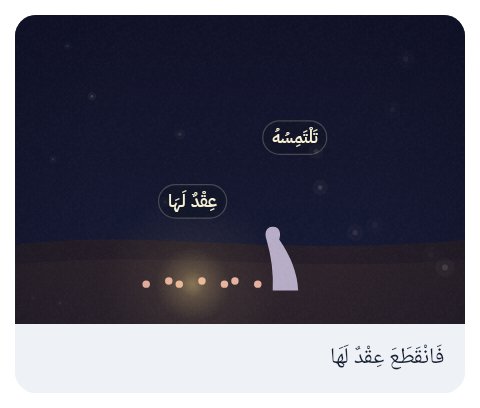 تَلْتَمِسُهُ
عِقْدٌ لَهَا
فَانْقَطَعَ عِقْدٌ لَهَا